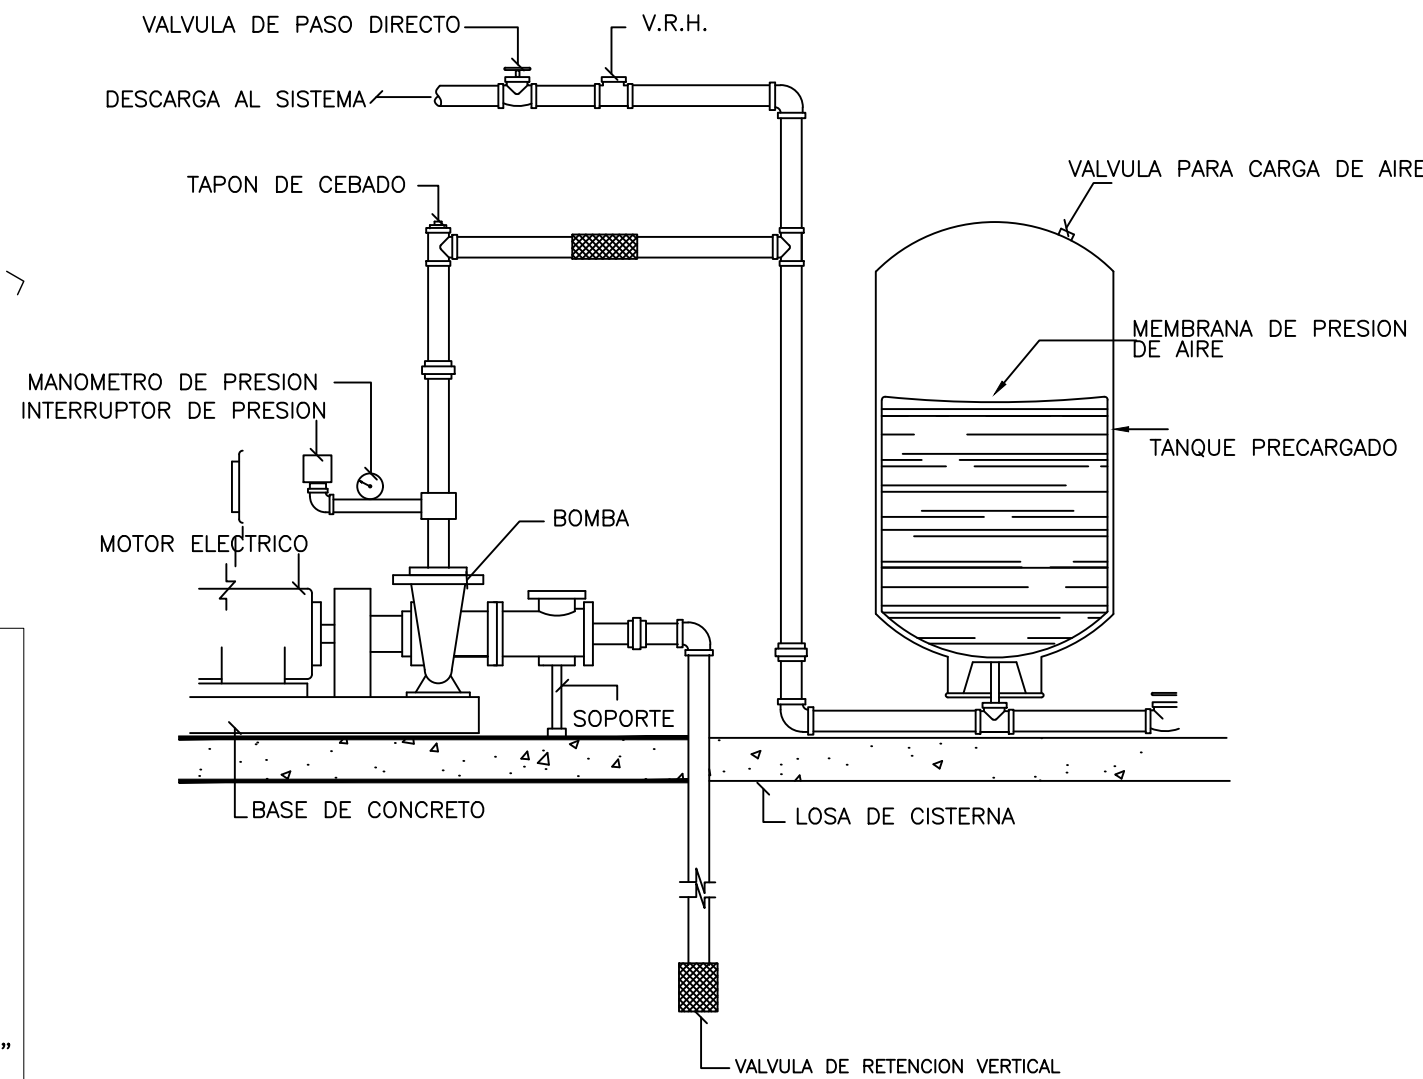 VALVULA DE PASO DIRECTO
V.R.H.
DESCARGA AL SISTEMA
TAPON DE CEBADO
VALVULA PARA CARGA DE AIRE
MEMBRANA DE PRESION
DE AIRE
MANOMETRO DE PRESION
INTERRUPTOR DE PRESION
TANQUE PRECARGADO
BOMBA
MOTOR ELECTRICO
SOPORTE
BASE DE CONCRETO
LOSA DE CISTERNA
”
VALVULA DE RETENCION VERTICAL